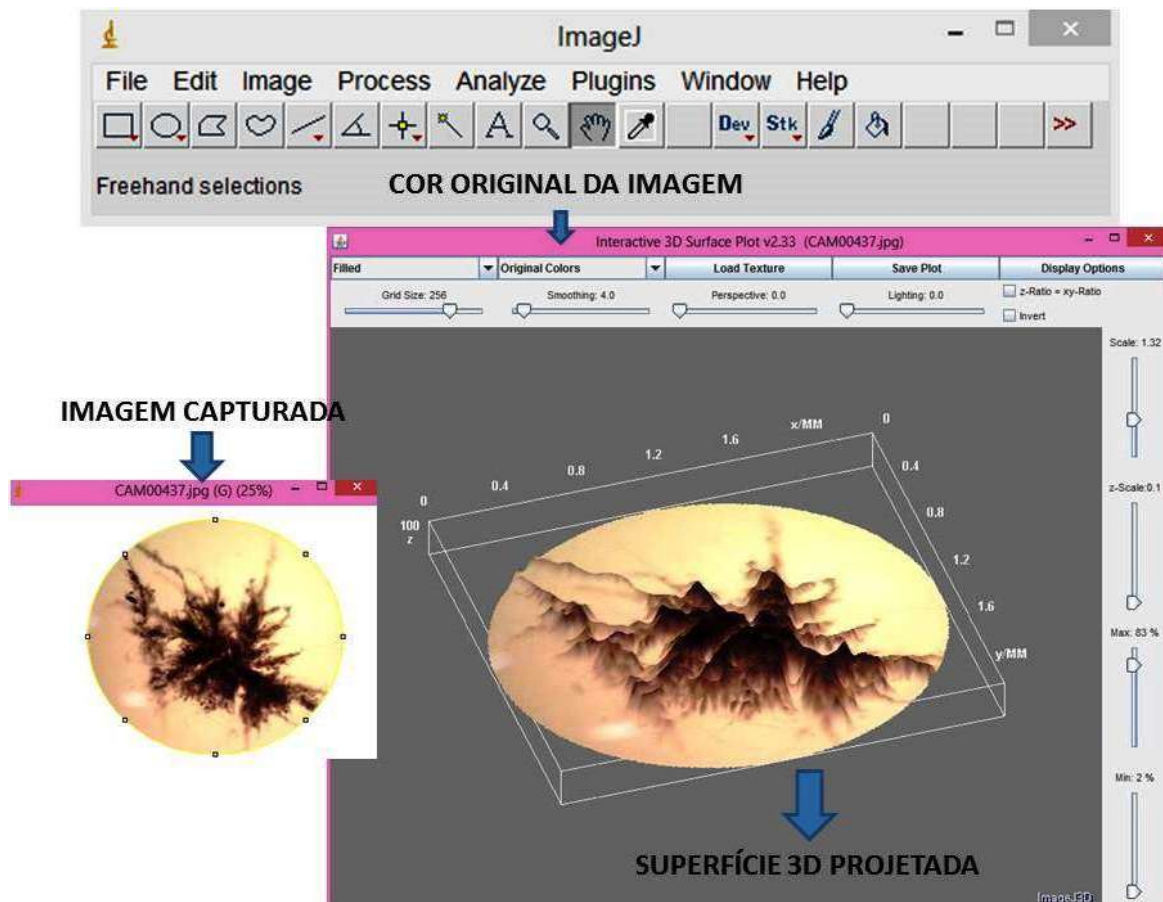 ImageJ
File Edit Image Process Analyze Plugins Window Help
A Dev Stk >>
Freehand selections
COR ORIGINAL DA IMAGEM
Interactive 3D Surface Plot v2.33 (CAM00437.jpg)
Filled Original Colors Load Texture Save Plot Display Options
Grid Size: 256 Smoothing: 4.0 Perspective: 0.0 Lighting: 0.0 z-Ratio = xy-Ratio
Invert
Scale: 1.32
IMAGEM CAPTURADA
CAM00437.jpg (G) (25%)
0 0.4 0.8 1.2 1.6 x/MM 0
0.4
0.8
1.2
1.6
y/MM
100
z
z-Scale:0.1
Max: 83 %
Min: 2 %
SUPERFÍCIE 3D PROJETADA
ImageJ3D